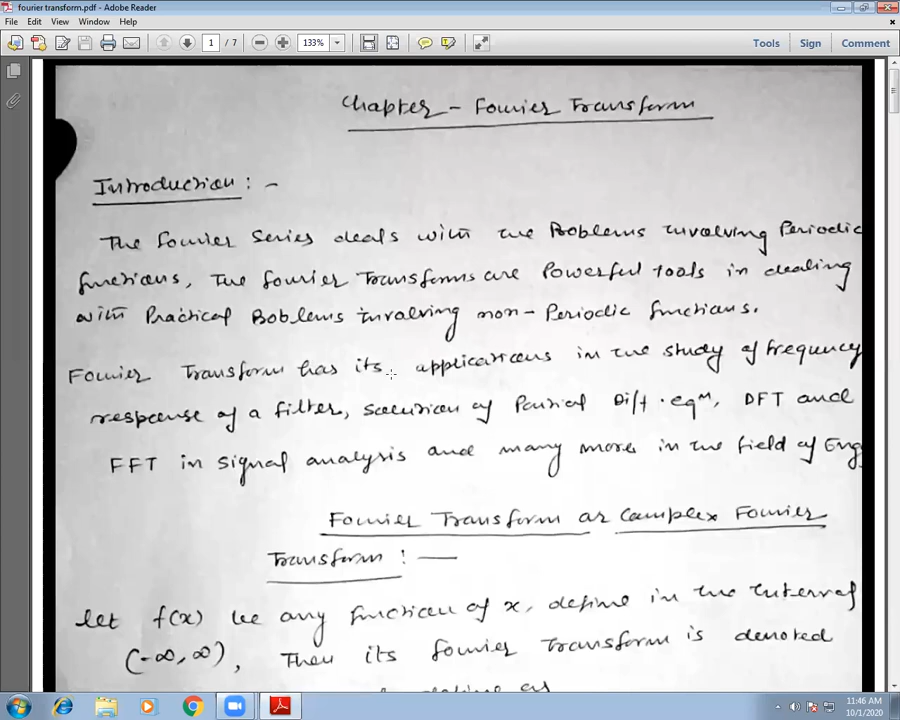 fourier transform.pdf - Adobe Reader
File Edit View Window Help
1 / 7 133% Tools Sign Comment
Chapter - Fourier Transform
Introduction : -
The Fourier Series deals with the Problems involving Periodic
functions, The Fourier Transforms are Powerful tools in dealing
with Practical Problems involving non-Periodic functions.
Fourier Transform has its applications in the study of frequency
response of a filter, solution of Partial Diff. eqn, DFT and
FFT in signal analysis and many more in the field of Eng
Fourier Transform or Complex Fourier
Transform : —
let f(x) be any function of x, define in the interval
(-∞, ∞), Then its fourier transform is denoted
define as
11:46 AM
10/1/2020